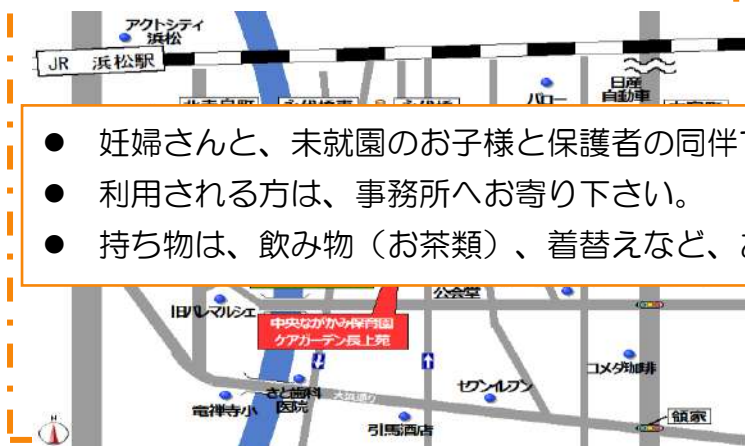 アクトシティ
浜松
JR 浜松駅
バロー
日産
自動車
● 妊婦さんと、未就園のお子様と保護者の同伴
● 利用される方は、事務所へお寄り下さい。
● 持ち物は、飲み物（お茶類）、着替えなど、
公会堂
旧パレマルシェ
中央ながかみ保育園
ケアガーデン長上苑
コメダ珈琲
さと歯科
医院
大浜通り
セブンイレブン
竜禅寺小
引馬酒店
領家
N